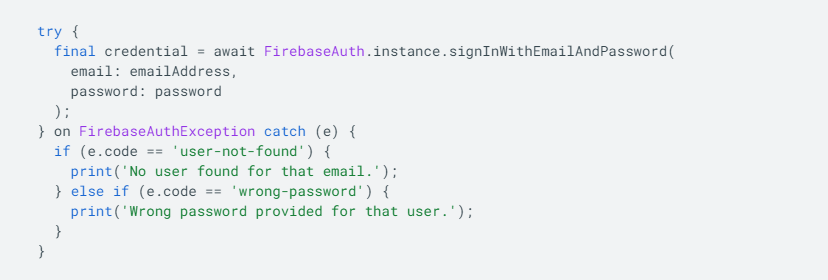 try {
  final credential = await FirebaseAuth.instance.signInWithEmailAndPassword(
    email: emailAddress,
    password: password
  );
} on FirebaseAuthException catch (e) {
  if (e.code == 'user-not-found') {
    print('No user found for that email.');
  } else if (e.code == 'wrong-password') {
    print('Wrong password provided for that user.');
  }
}